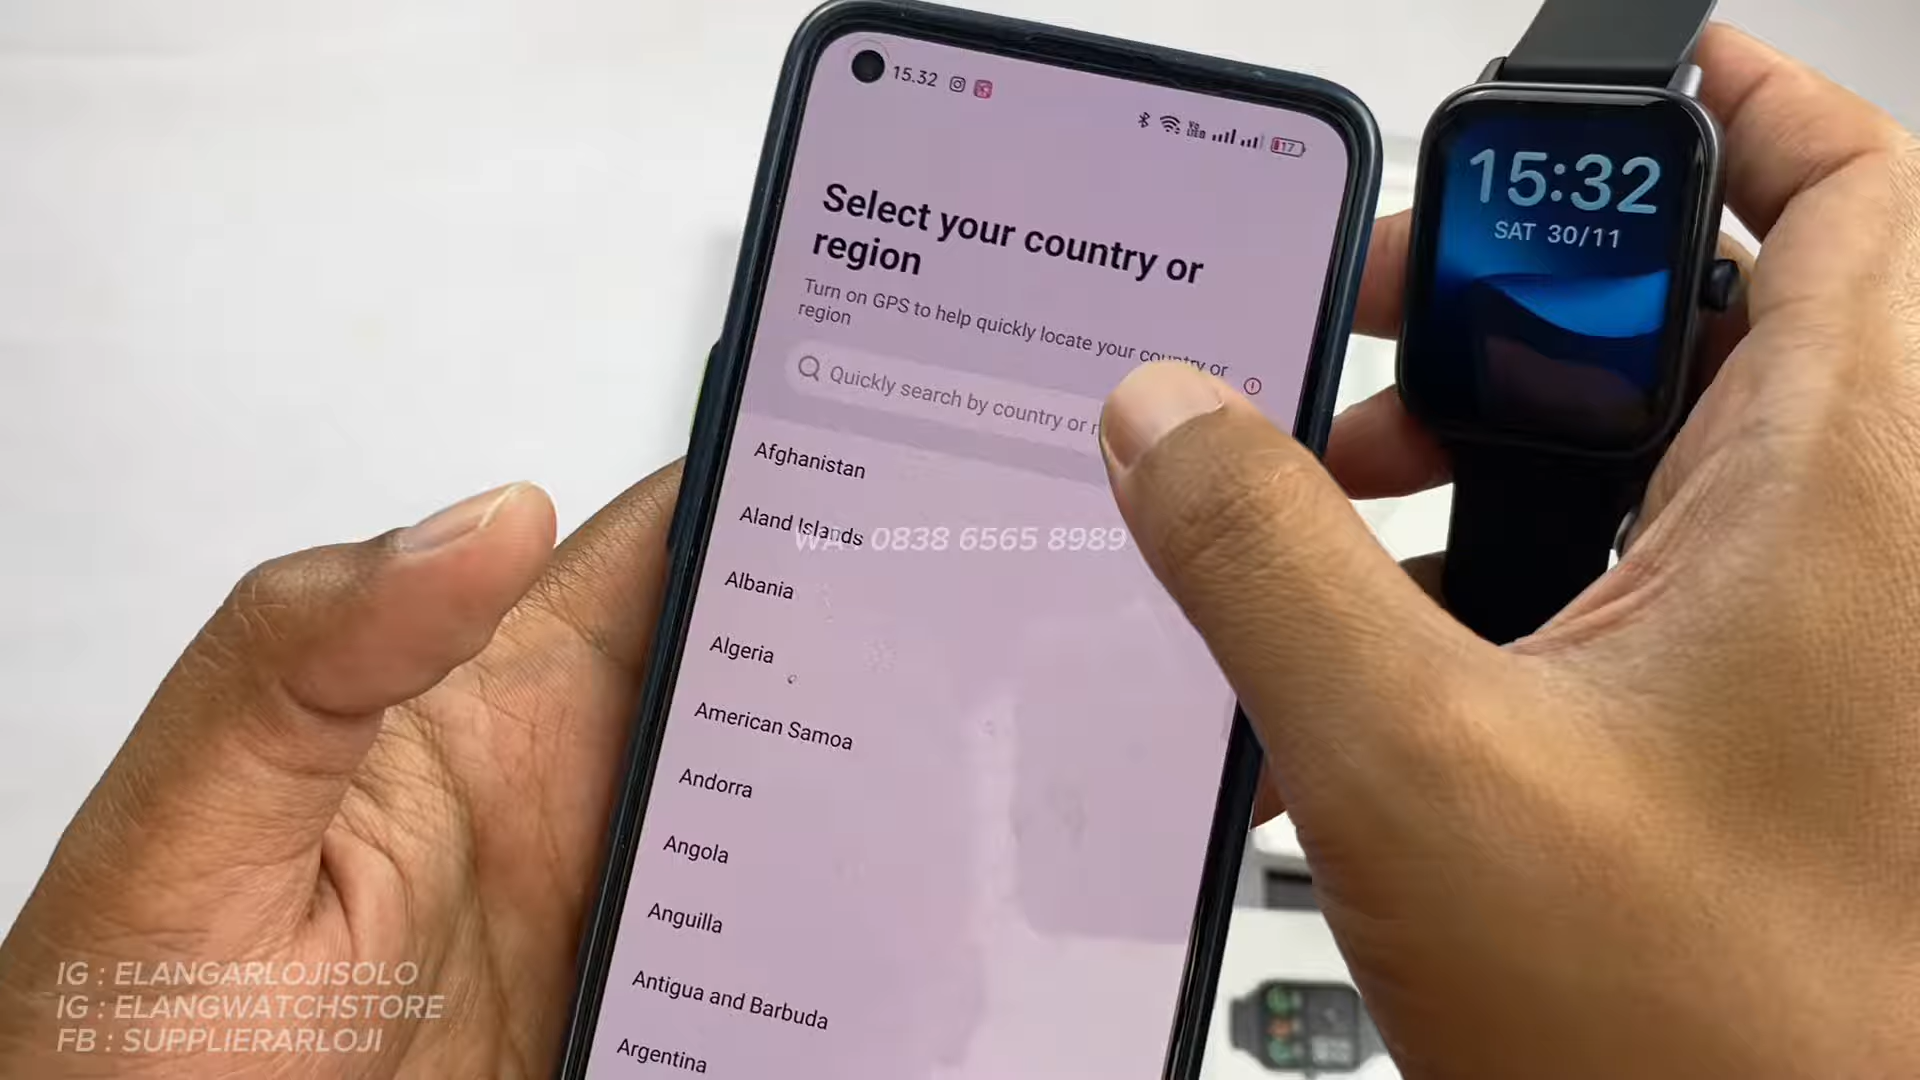 15.32
17
Select your country or
region
Turn on GPS to help quickly locate your country or
region
Quickly search by country or r
Afghanistan
Aland Islands
Albania
Algeria
American Samoa
Andorra
Angola
Anguilla
Antigua and Barbuda
Argentina
15:32
SAT 30/11
WA : 0838 6565 8989
IG : ELANGARLOJISOLO
IG : ELANGWATCHSTORE
FB : SUPPLIERARLOJI